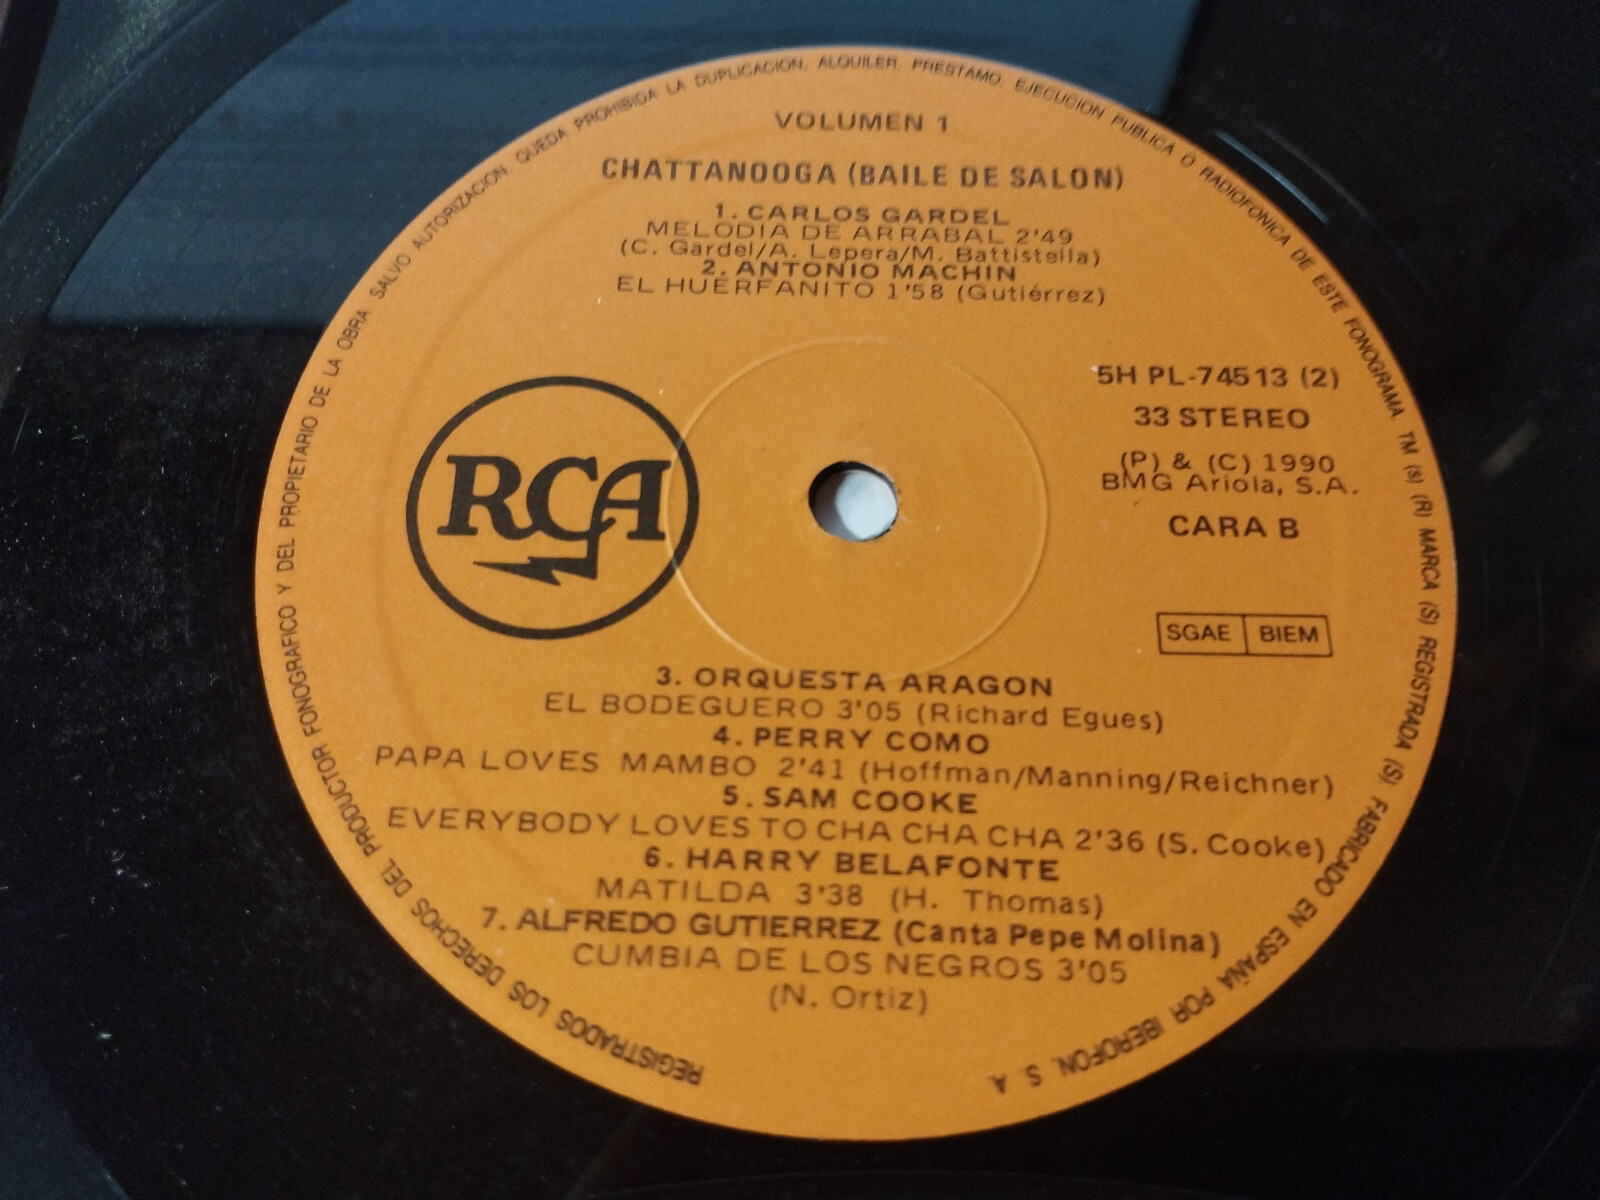 VOLUMEN 1
CHATTANOOGA (BAILE DE SALON)
1. CARLOS GARDEL
MELODIA DE ARRABAL 2'49
(C. Gardel/A. Lepera/M. Battistella)
2. ANTONIO MACHIN
EL HUERFANITO 1'58 (Gutiérrez)
5H PL-74513 (2)
33 STEREO
(P) & (C) 1990
BMG Ariola, S.A.
CARA B
RCA
SGAE BIEM
3. ORQUESTA ARAGON
EL BODEGUERO 3'05 (Richard Egues)
4. PERRY COMO
PAPA LOVES MAMBO 2'41 (Hoffman/Manning/Reichner)
5. SAM COOKE
EVERYBODY LOVES TO CHA CHA CHA 2'36 (S. Cooke)
6. HARRY BELAFONTE
MATILDA 3'38 (H. Thomas)
7. ALFREDO GUTIERREZ (Canta Pepe Molina)
CUMBIA DE LOS NEGROS 3'05
(N. Ortiz)
REGISTRADOS LOS DERECHOS DEL PRODUCTOR FONOGRAFICO Y DEL PROPIETARIO DE LA OBRA. SALVO AUTORIZACION, QUEDA PROHIBIDA LA DUPLICACION, ALQUILER, PRESTAMO, EJECUCION PUBLICA O RADIOFONICA DE ESTE FONOGRAMA. TM (s) (R) MARCA (S) REGISTRADA (S). FABRICADO EN ESPAÑA POR IBEROFON, S. A.